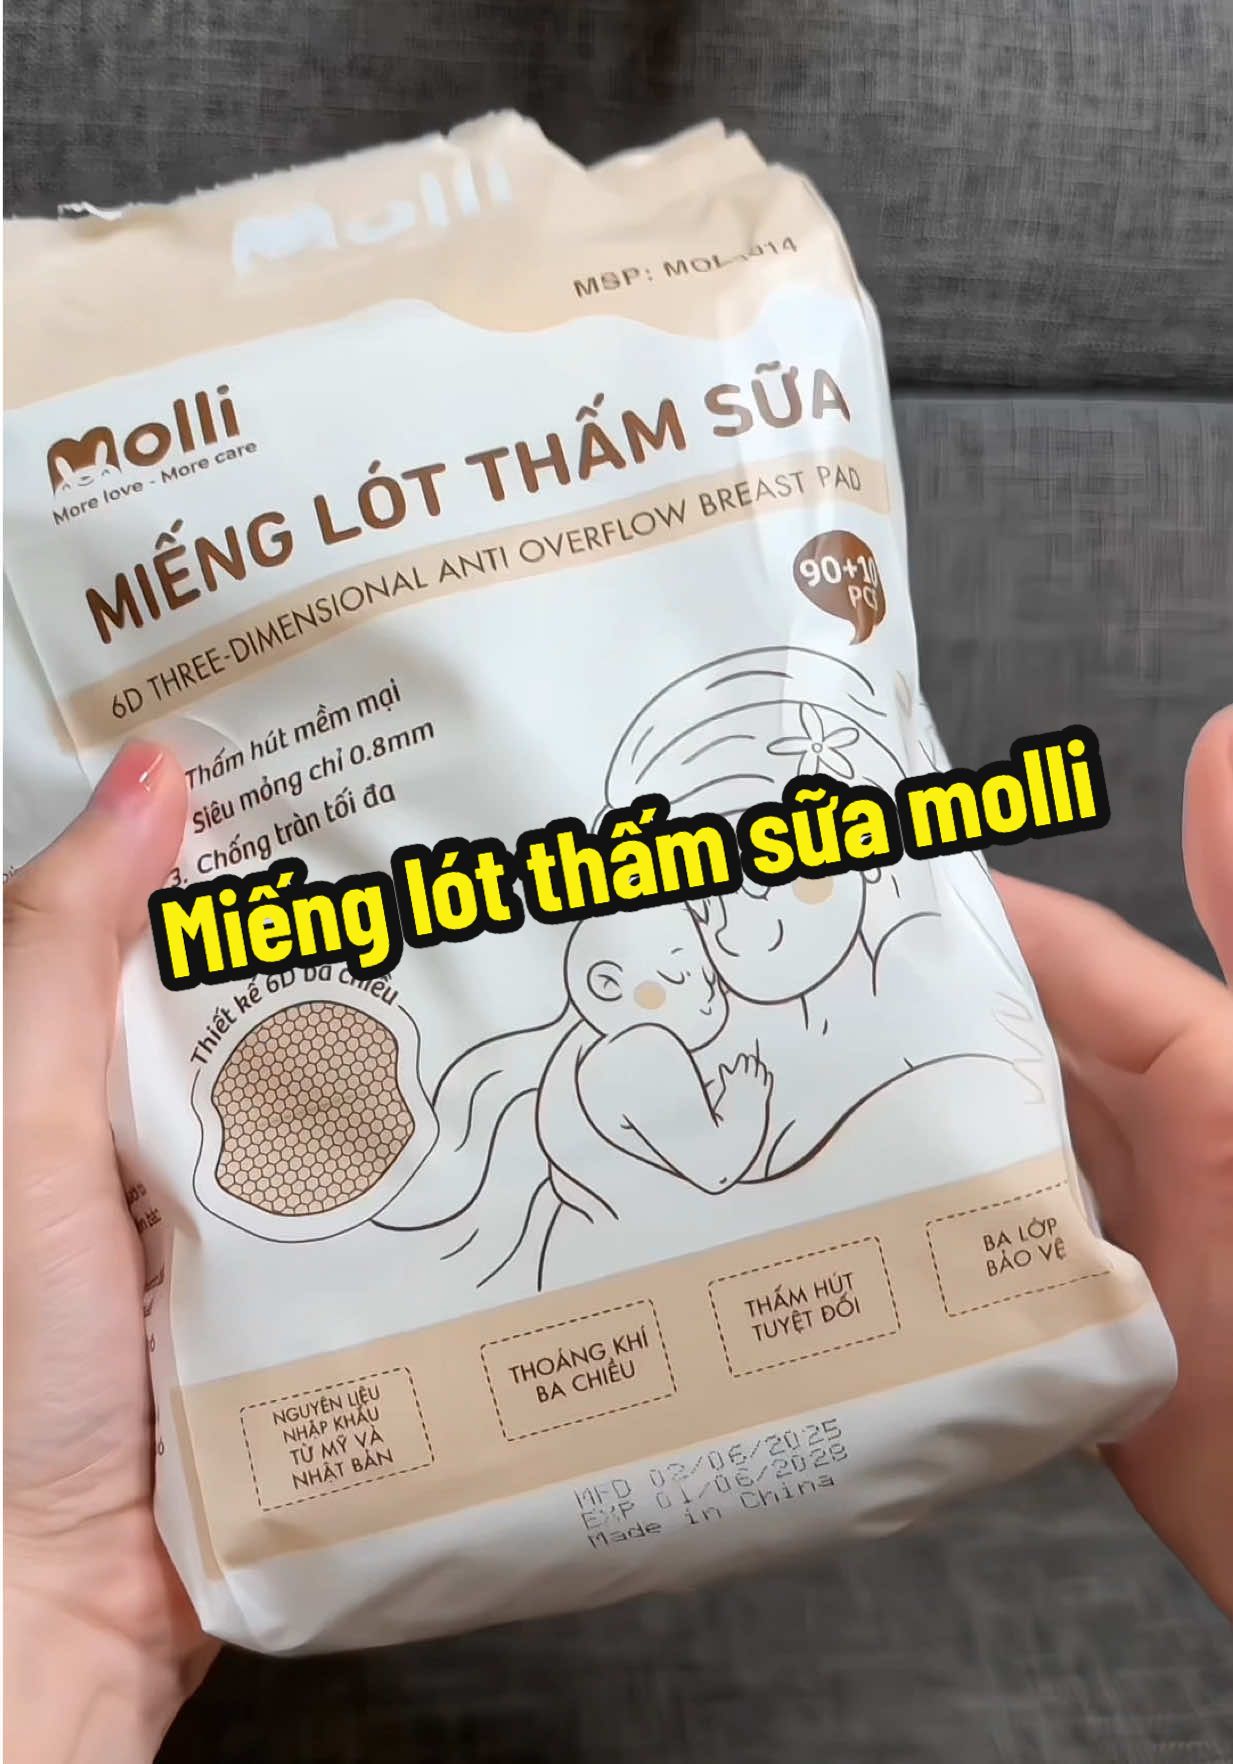 Molli
MSP: MOL
Molli
More love - More care
MIẾNG LÓT THẤM SỮA
6D THREE-DIMENSIONAL ANTI OVERFLOW BREAST PAD
90+10
Thấm hút mềm mại
Siêu mỏng chỉ 0.8mm
3. Chống tràn tối đa
Miếng lót thấm sữa molli
Thiết kế 6D ba chiều
BA LỚP
BẢO VỆ
THẤM HÚT
TUYỆT ĐỐI
THOÁNG KHÍ
BA CHIỀU
NGUYÊN LIỆU
NHẬP KHẨU
TỪ MỸ VÀ
NHẬT BẢN
MFD 02/06/2025
EXP 01/06/2028
Made in China